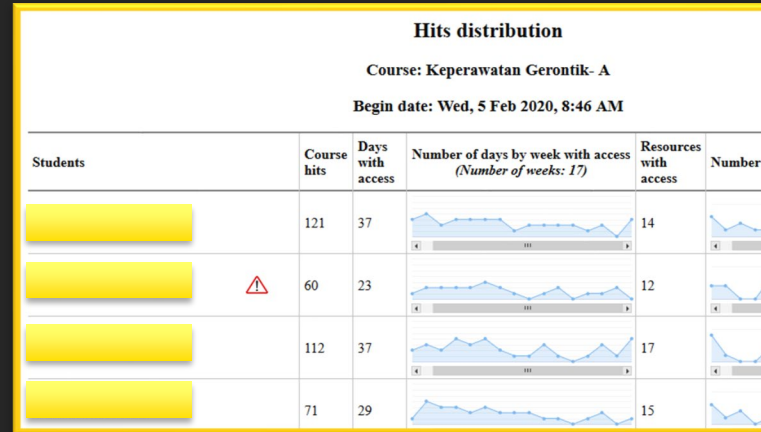 Hits distribution
Course: Keperawatan Gerontik- A
Begin date: Wed, 5 Feb 2020, 8:46 AM
Students
Course hits
Days with access
Number of days by week with access
(Number of weeks: 17)
Resources with access
Number
121 37 14
60 23 12
112 37 17
71 29 15